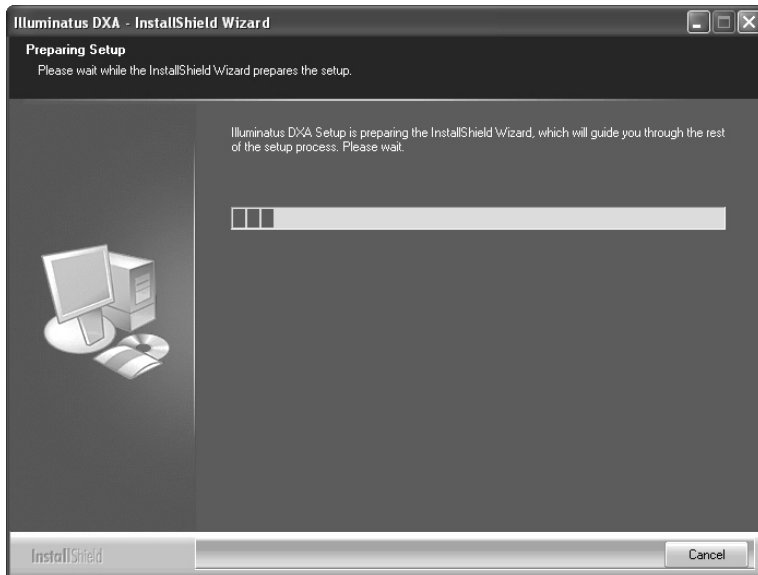 Illuminatus DXA - InstallShield Wizard
Preparing Setup
Please wait while the InstallShield Wizard prepares the setup.
Illuminatus DXA Setup is preparing the InstallShield Wizard, which will guide you through the rest
of the setup process. Please wait.
InstallShield
Cancel